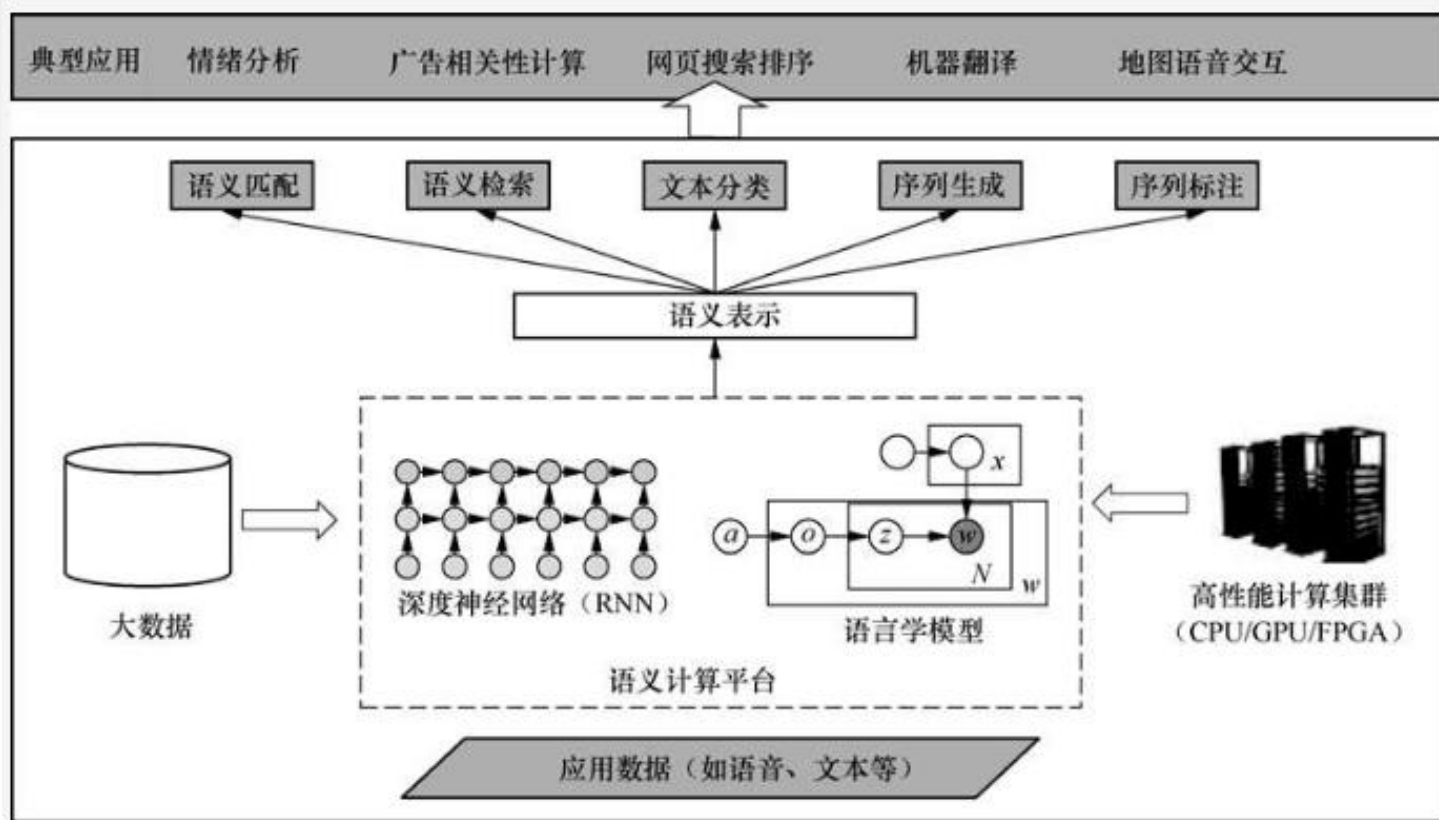 典型应用 情绪分析 广告相关性计算 网页搜索排序 机器翻译 地图语音交互
语义匹配 语义检索 文本分类 序列生成 序列标注
语义表示
x
a o z w
N
w
深度神经网络（RNN）
语言学模型
大数据
高性能计算集群
（CPU/GPU/FPGA）
语义计算平台
应用数据（如语音、文本等）